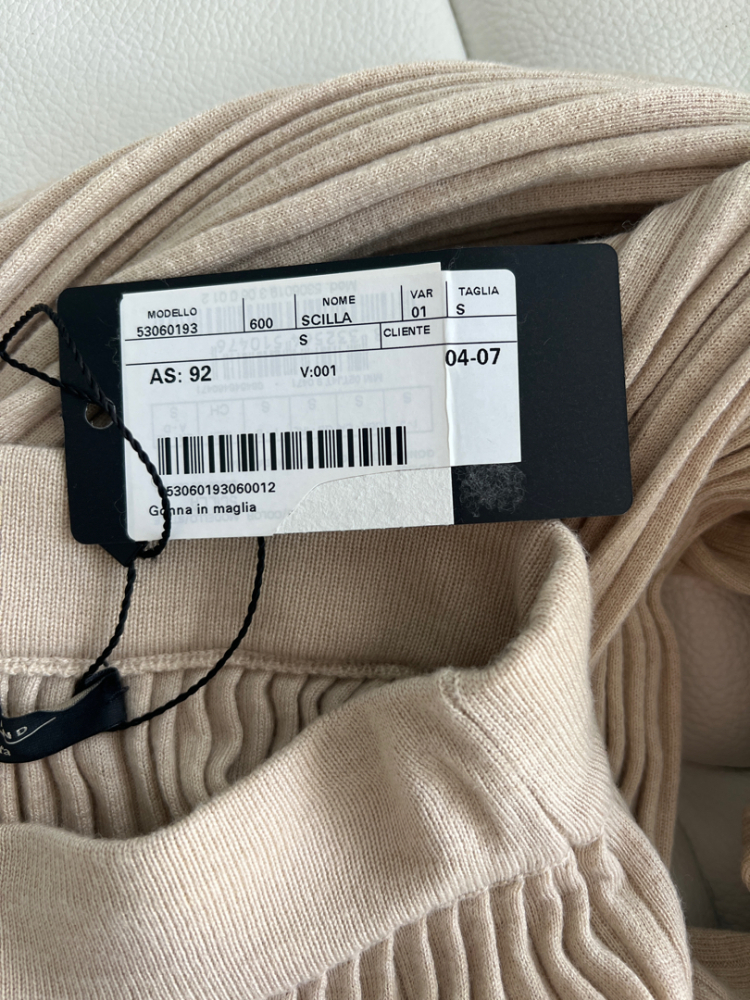 MODELLO 53060193
600
NOME SCILLA
VAR 01
TAGLIA S
S
CLIENTE
AS: 92
V:001
04-07
53060193060012
Gonna in maglia